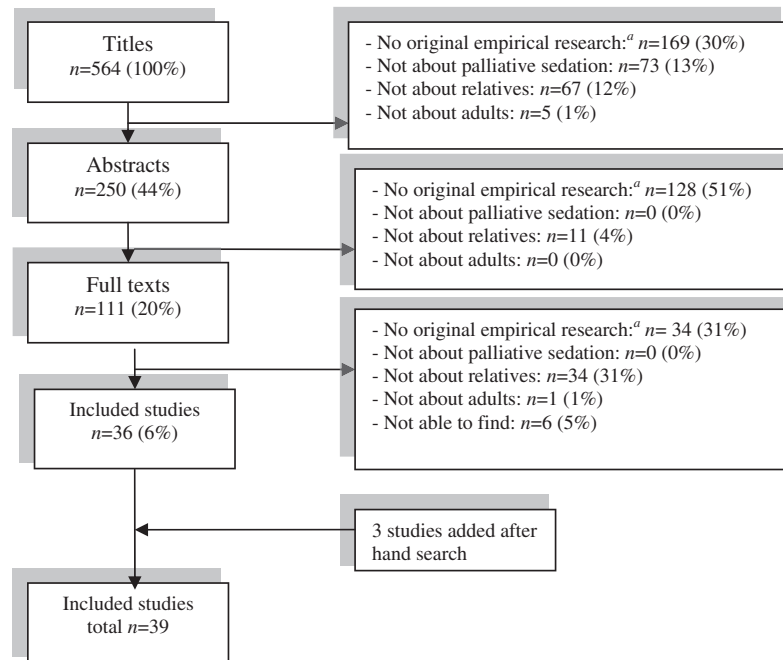 Titles
n=564 (100%)
- No original empirical research:a n=169 (30%)
- Not about palliative sedation: n=73 (13%)
- Not about relatives: n=67 (12%)
- Not about adults: n=5 (1%)
Abstracts
n=250 (44%)
- No original empirical research:a n=128 (51%)
- Not about palliative sedation: n=0 (0%)
- Not about relatives: n=11 (4%)
- Not about adults: n=0 (0%)
Full texts
n=111 (20%)
- No original empirical research:a n= 34 (31%)
- Not about palliative sedation: n=0 (0%)
- Not about relatives: n=34 (31%)
- Not about adults: n=1 (1%)
- Not able to find: n=6 (5%)
Included studies
n=36 (6%)
3 studies added after
hand search
Included studies
total n=39